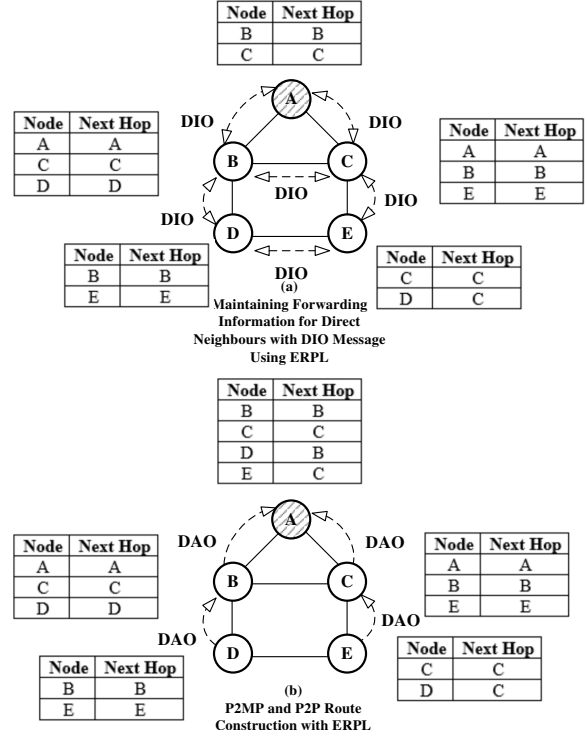 Node Next Hop
B B
C C
A
DIO DIO
Node Next Hop
A A
C C
D D
Node Next Hop
A A
B B
E E
B C
DIO
DIO DIO
D E
DIO
Node Next Hop
B B
E E
Node Next Hop
C C
D C
(a)
Maintaining Forwarding
Information for Direct
Neighbours with DIO Message
Using ERPL
Node Next Hop
B B
C C
D B
E C
A
DAO DAO
Node Next Hop
A A
C C
D D
Node Next Hop
A A
B B
E E
B C
DAO DAO
D E
Node Next Hop
B B
E E
Node Next Hop
C C
D C
(b)
P2MP and P2P Route
Construction with ERPL